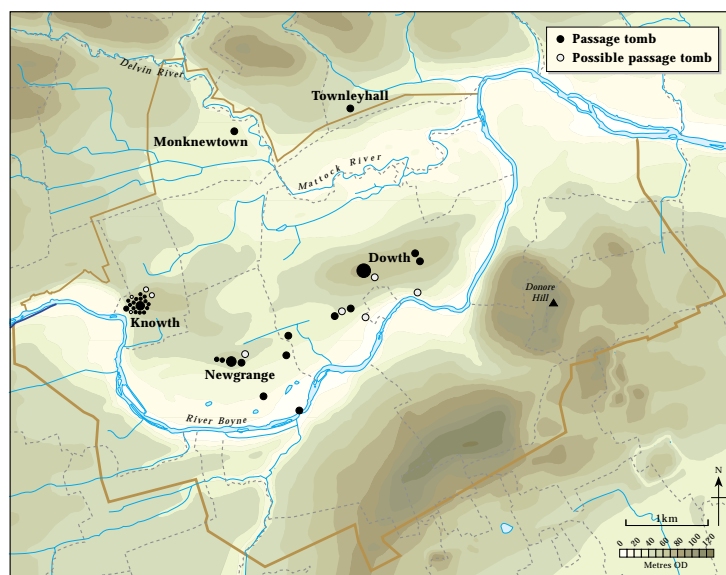 Passage tomb
Possible passage tomb
Delvin River
Townleyhall
Monknewtown
Mattock River
Dowth
Donore
Hill
Knowth
Newgrange
River Boyne
N
1km
0 20 40 60 80 100 120
Metres OD